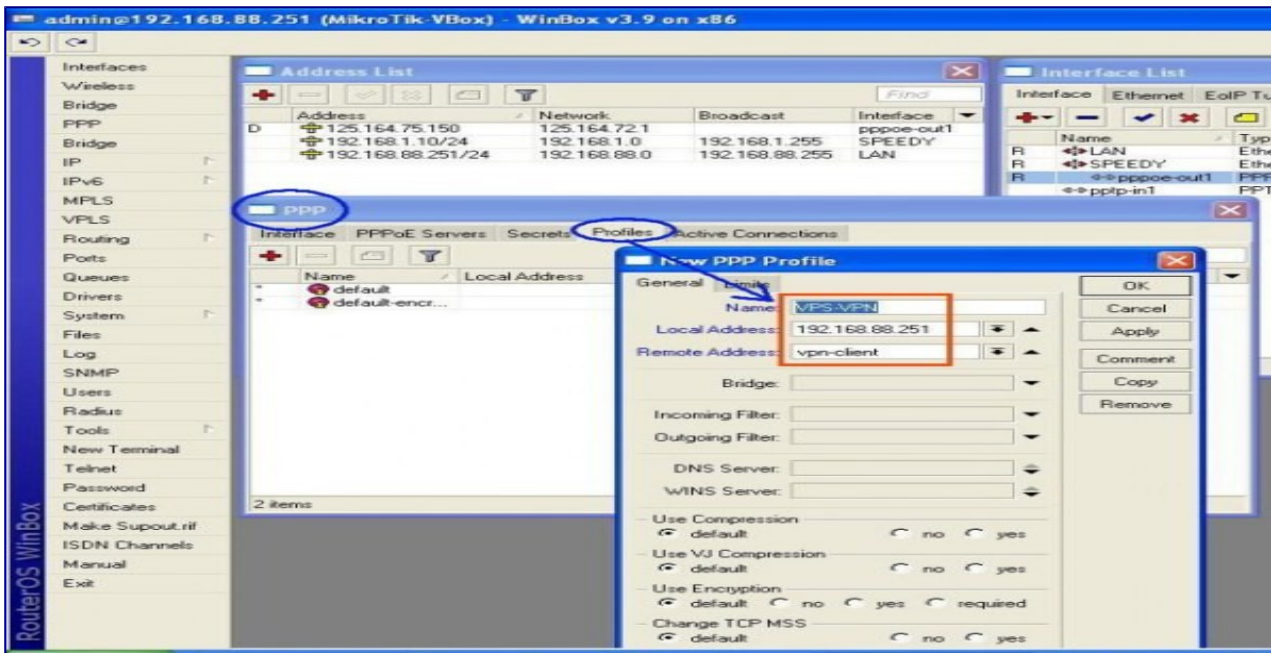 admin@192.168.88.251 (MikroTik-VBox) - WinBox v3.9 on x86
Interfaces
Wireless
Bridge
PPP
Bridge
IP
IPv6
MPLS
VPLS
Routing
Ports
Queues
Drivers
System
Files
Log
SNMP
Users
Radius
Tools
New Terminal
Telnet
Password
Certificates
Make Supout.rif
ISDN Channels
Manual
Exit
RouterOS WinBox
Address List
Find
Address Network Broadcast Interface
D 125.164.75.150 125.164.72.1 pppoe-out1
192.168.1.10/24 192.168.1.0 192.168.1.255 SPEEDY
192.168.88.251/24 192.168.88.0 192.168.88.255 LAN
Interface List
Interface Ethernet EoIP Tu
Name Typ
R LAN Ethe
R SPEEDY Ethe
R pppoe-out1 PPP
pptp-in1 PPT
PPP
Interface PPPoE Servers Secrets Profiles Active Connections
Name Local Address
* default
* default-encr...
2 items
New PPP Profile
General Limits
Name: VPS-VPN
Local Address: 192.168.88.251
Remote Address: vpn-client
Bridge:
Incoming Filter:
Outgoing Filter:
DNS Server:
WINS Server:
Use Compression
default no yes
Use VJ Compression
default no yes
Use Encryption
default no yes required
Change TCP MSS
default no yes
OK
Cancel
Apply
Comment
Copy
Remove